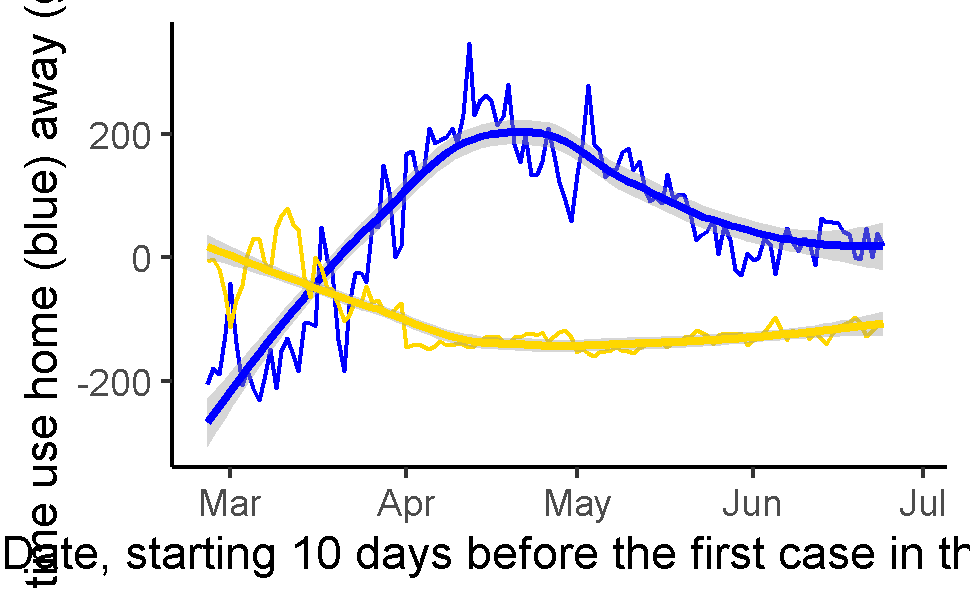 time use home (blue) away (
200
0
-200
Mar Apr May Jun Jul
Date, starting 10 days before the first case in th